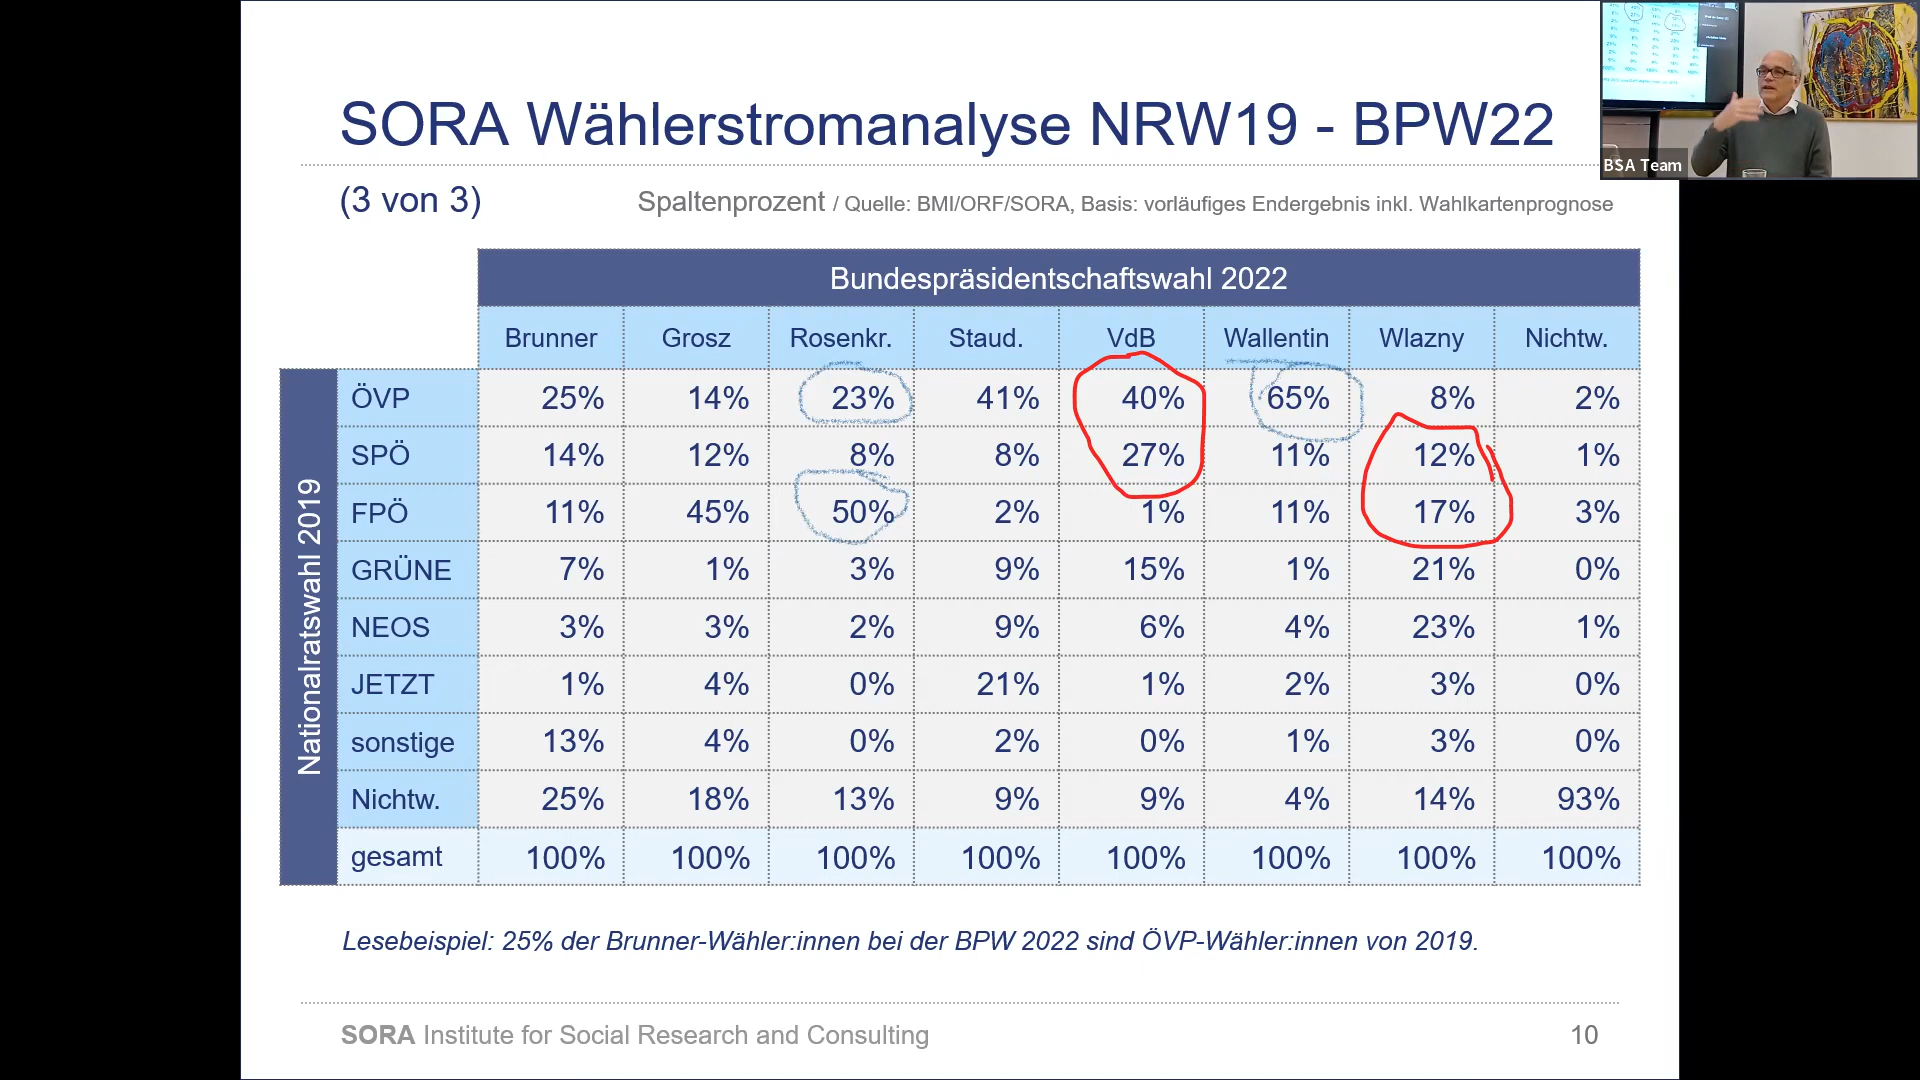 SORA Wählerstromanalyse NRW19 - BPW22
(3 von 3)
Spaltenprozent / Quelle: BMI/ORF/SORA, Basis: vorläufiges Endergebnis inkl. Wahlkartenprognose
BSA Team
Bundespräsidentschaftswahl 2022
Brunner Grosz Rosenkr. Staud. VdB Wallentin Wlazny Nichtw.
Nationalratswahl 2019
ÖVP 25% 14% 23% 41% 40% 65% 8% 2%
SPÖ 14% 12% 8% 8% 27% 11% 12% 1%
FPÖ 11% 45% 50% 2% 1% 11% 17% 3%
GRÜNE 7% 1% 3% 9% 15% 1% 21% 0%
NEOS 3% 3% 2% 9% 6% 4% 23% 1%
JETZT 1% 4% 0% 21% 1% 2% 3% 0%
sonstige 13% 4% 0% 2% 0% 1% 3% 0%
Nichtw. 25% 18% 13% 9% 9% 4% 14% 93%
gesamt 100% 100% 100% 100% 100% 100% 100% 100%
Lesebeispiel: 25% der Brunner-Wähler:innen bei der BPW 2022 sind ÖVP-Wähler:innen von 2019.
SORA Institute for Social Research and Consulting
10